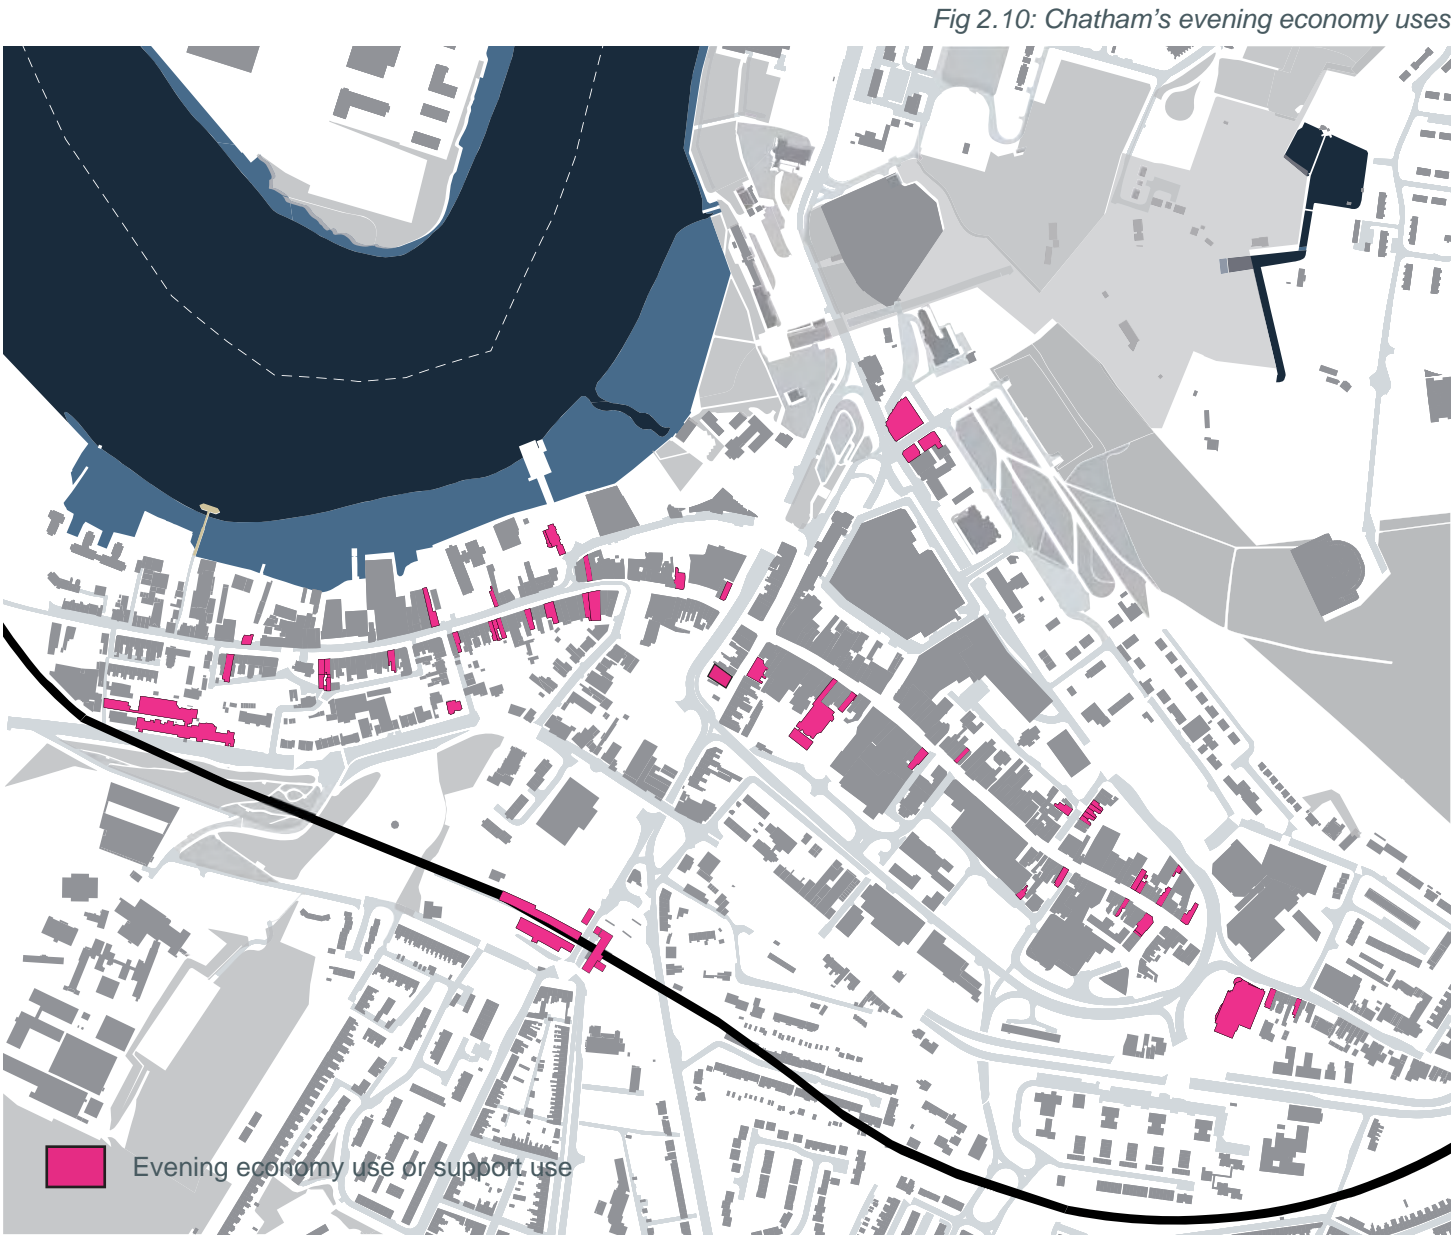 Fig 2.10: Chatham's evening economy uses
Evening economy use or support use